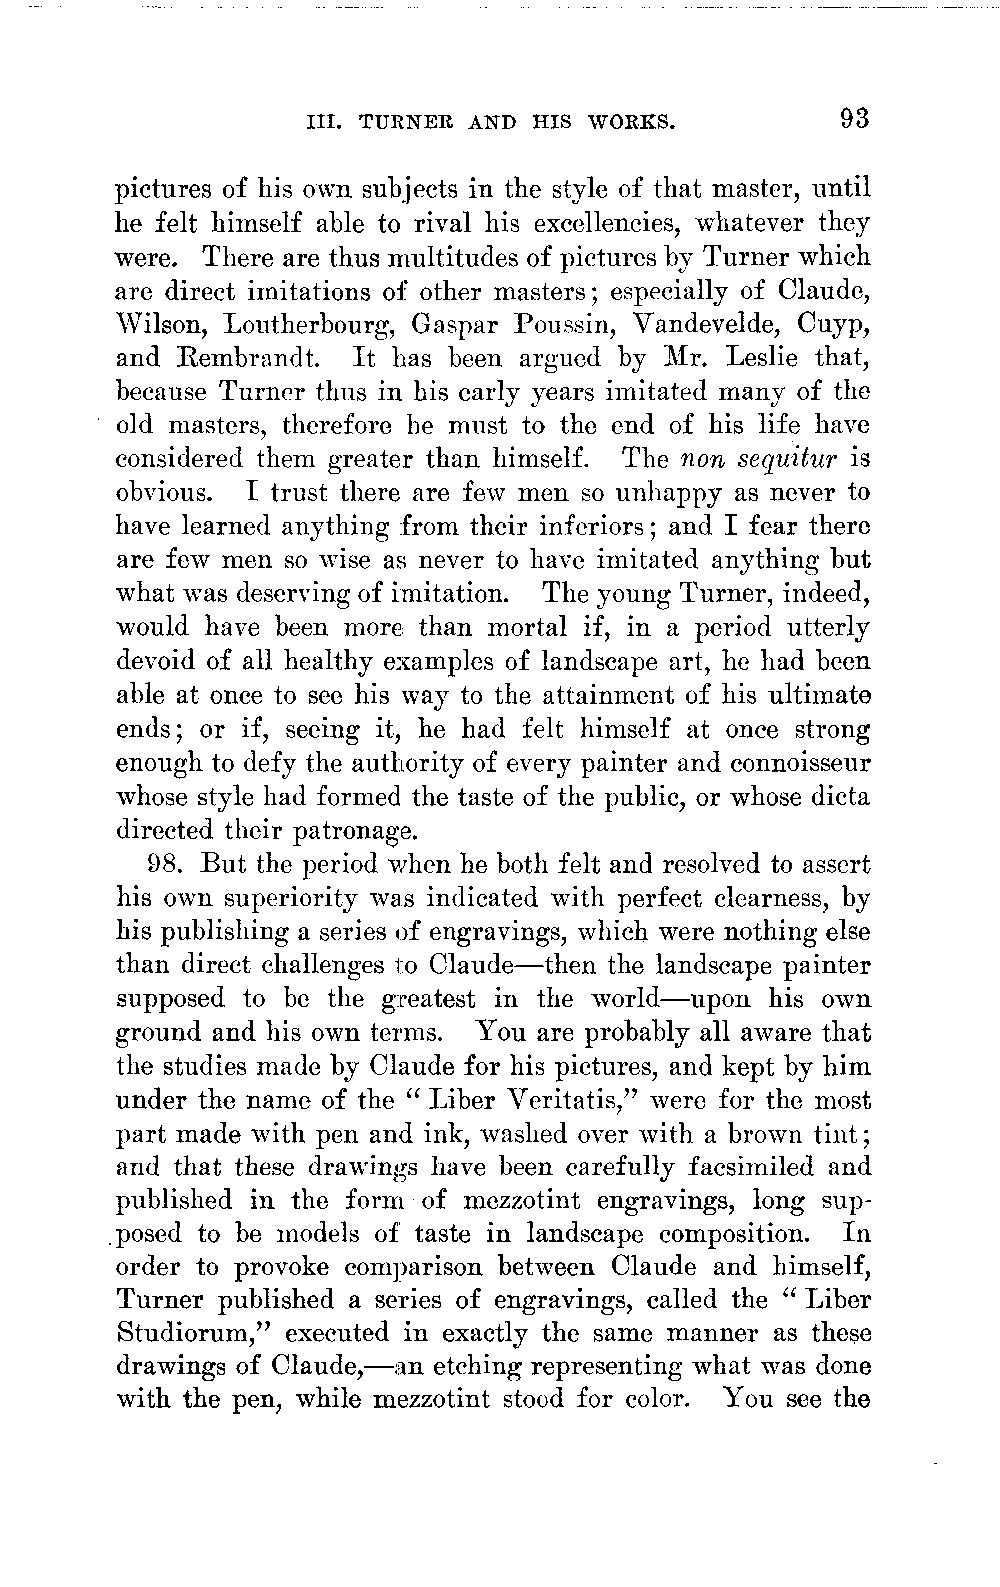 III. TURNER AND HIS WORKS. 93
pictures of his own subjects in the style of that master, until
he felt himself able to rival his excellencies, whatever they
were. There are thus multitudes of pictures by Turner which
are direct imitations of other masters; especially of Claude,
Wilson, Loutherbourg, Gaspar Poussin, Vandevelde, Cuyp,
and Rembrandt. It has been argued by Mr. Leslie that,
because Turner thus in his early years imitated many of the
old masters, therefore he must to the end of his life have
considered them greater than himself. The non sequitur is
obvious. I trust there are few men so unhappy as never to
have learned anything from their inferiors; and I fear there
are few men so wise as never to have imitated anything but
what was deserving of imitation. The young Turner, indeed,
would have been more than mortal if, in a period utterly
devoid of all healthy examples of landscape art, he had been
able at once to see his way to the attainment of his ultimate
ends; or if, seeing it, he had felt himself at once strong
enough to defy the authority of every painter and connoisseur
whose style had formed the taste of the public, or whose dicta
directed their patronage.
98. But the period when he both felt and resolved to assert
his own superiority was indicated with perfect clearness, by
his publishing a series of engravings, which were nothing else
than direct challenges to Claude—then the landscape painter
supposed to be the greatest in the world—upon his own
ground and his own terms. You are probably all aware that
the studies made by Claude for his pictures, and kept by him
under the name of the “Liber Veritatis,” were for the most
part made with pen and ink, washed over with a brown tint;
and that these drawings have been carefully facsimiled and
published in the form of mezzotint engravings, long sup-
posed to be models of taste in landscape composition. In
order to provoke comparison between Claude and himself,
Turner published a series of engravings, called the “Liber
Studiorum,” executed in exactly the same manner as these
drawings of Claude,—an etching representing what was done
with the pen, while mezzotint stood for color. You see the